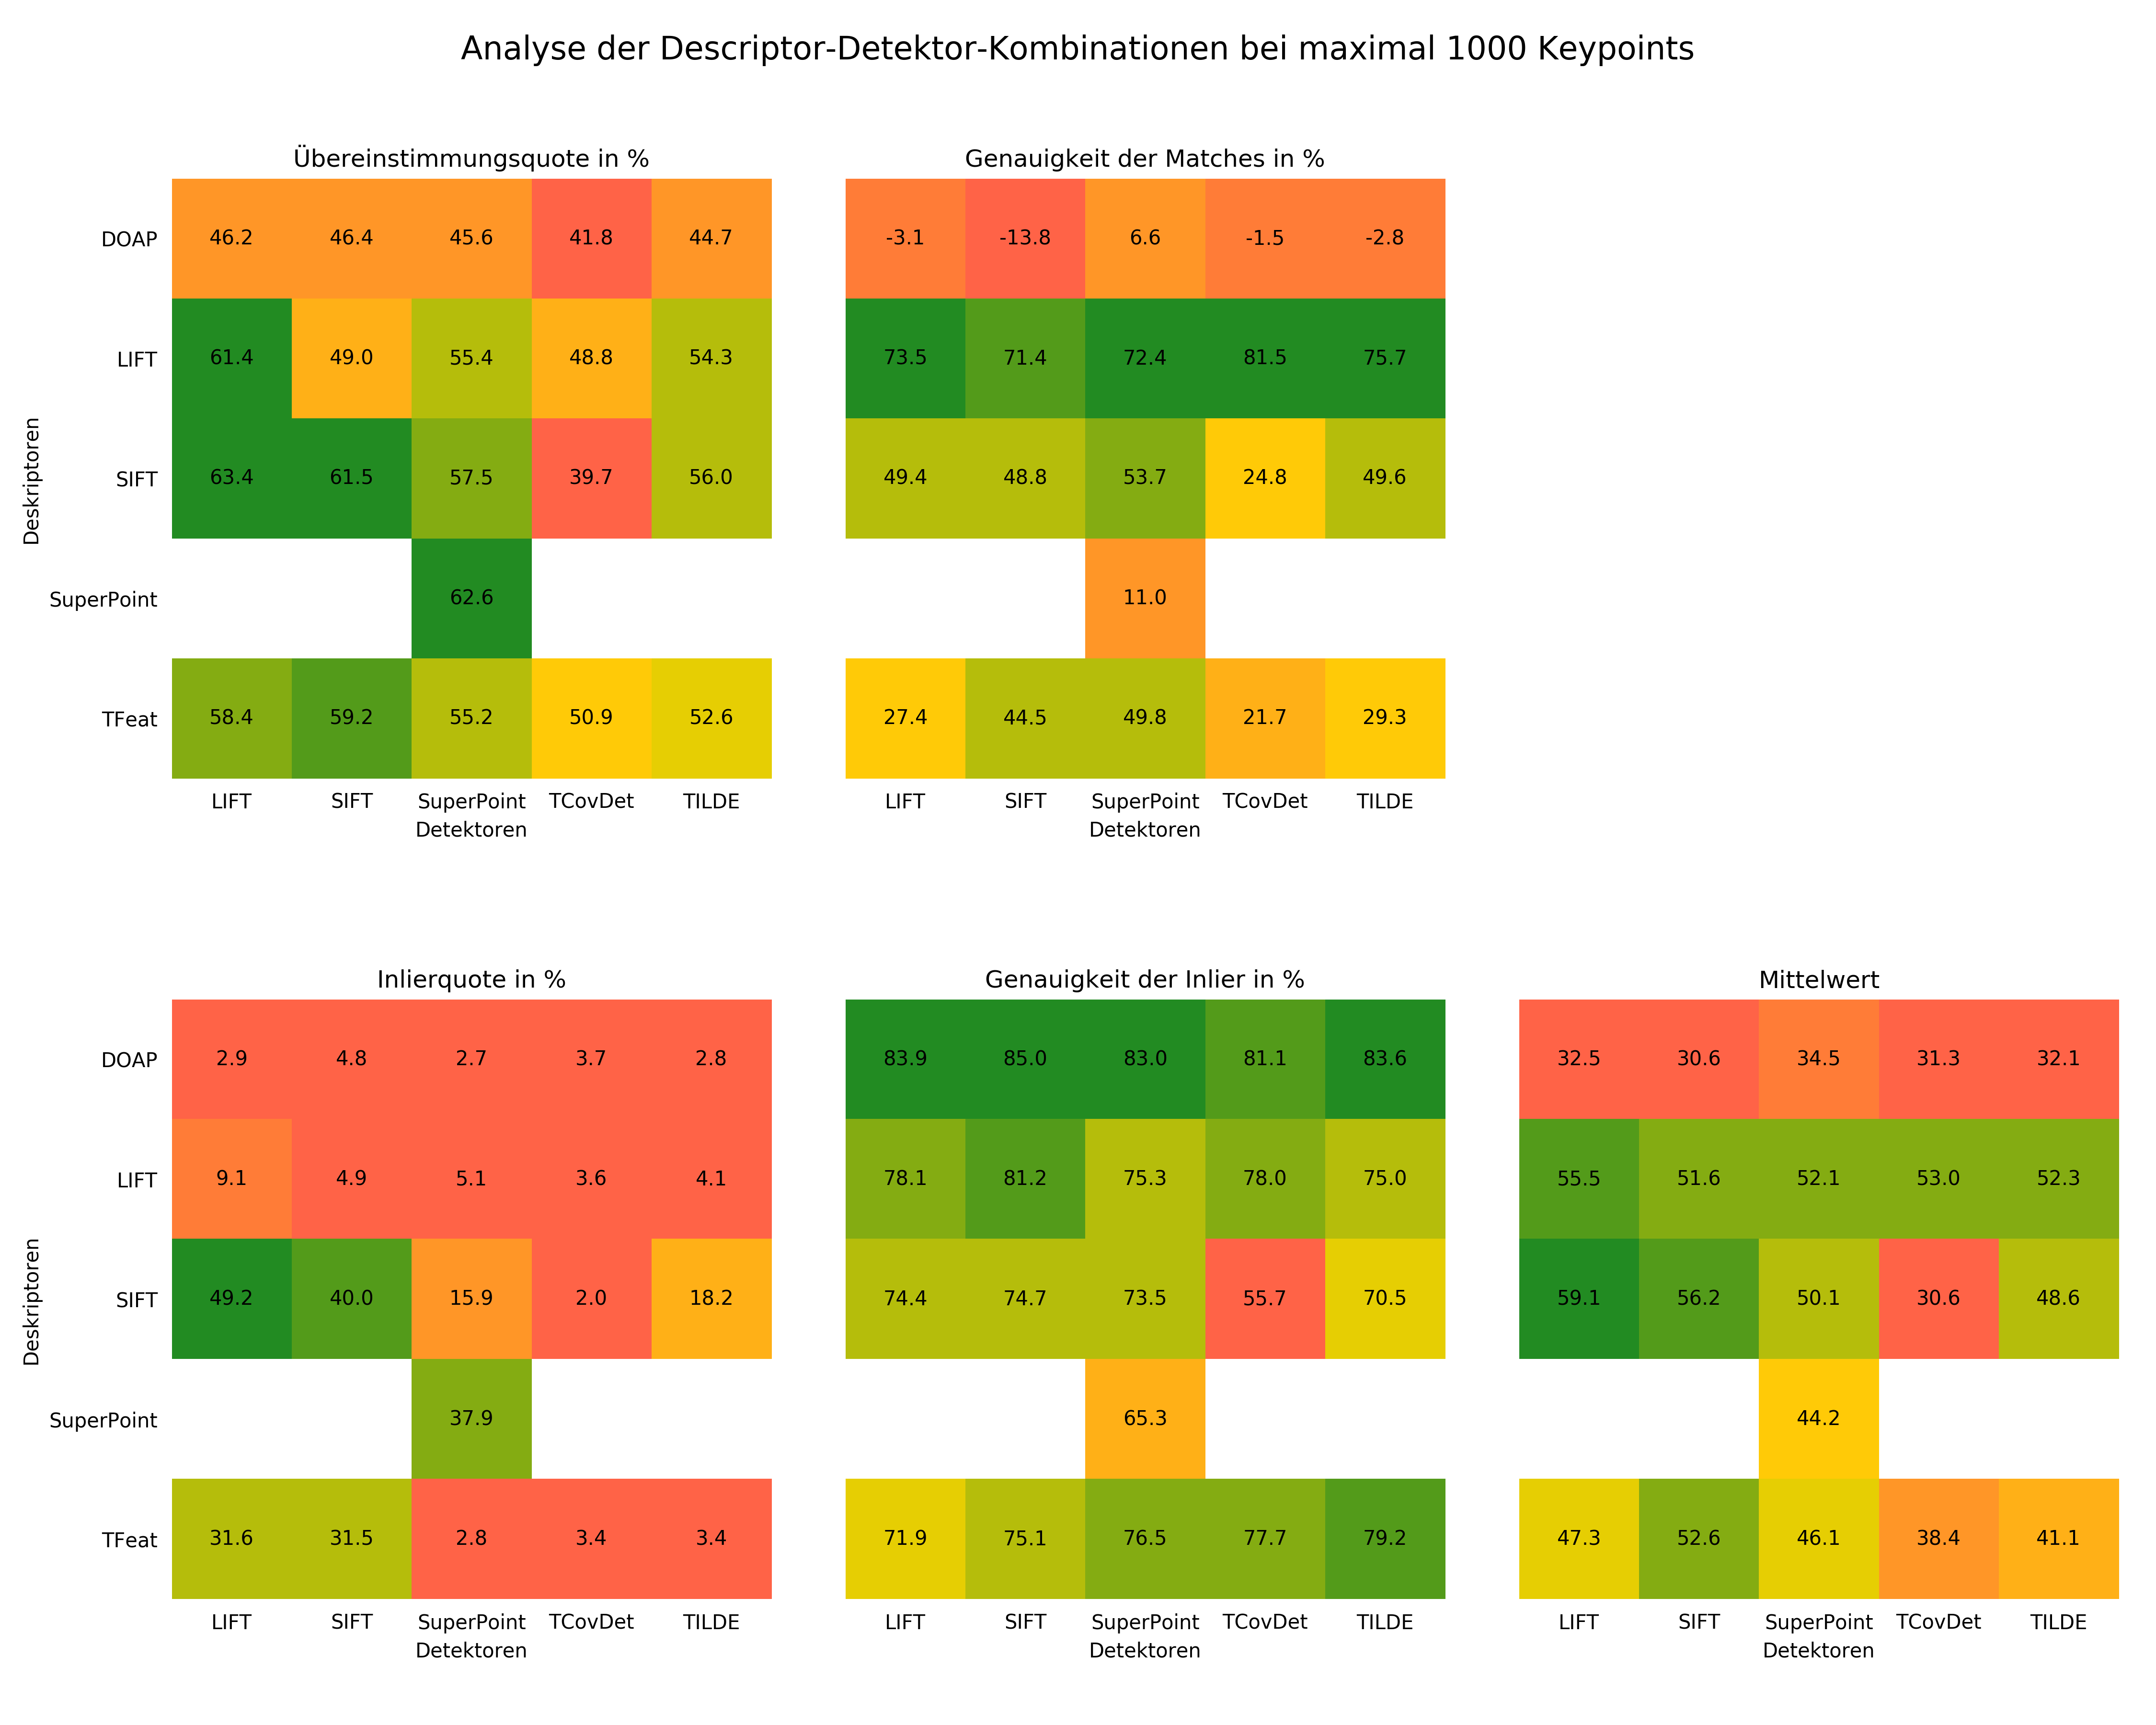 Analyse der Descriptor-Detektor-Kombinationen bei maximal 1000 Keypoints
Übereinstimmungsquote in %
Deskriptoren
DOAP 46.2 46.4 45.6 41.8 44.7
LIFT 61.4 49.0 55.4 48.8 54.3
SIFT 63.4 61.5 57.5 39.7 56.0
SuperPoint 62.6
TFeat 58.4 59.2 55.2 50.9 52.6
LIFT SIFT SuperPoint TCovDet TILDE
Detektoren
Genauigkeit der Matches in %
-3.1 -13.8 6.6 -1.5 -2.8
73.5 71.4 72.4 81.5 75.7
49.4 48.8 53.7 24.8 49.6
11.0
27.4 44.5 49.8 21.7 29.3
LIFT SIFT SuperPoint TCovDet TILDE
Detektoren
Inlierquote in %
Deskriptoren
DOAP 2.9 4.8 2.7 3.7 2.8
LIFT 9.1 4.9 5.1 3.6 4.1
SIFT 49.2 40.0 15.9 2.0 18.2
SuperPoint 37.9
TFeat 31.6 31.5 2.8 3.4 3.4
LIFT SIFT SuperPoint TCovDet TILDE
Detektoren
Genauigkeit der Inlier in %
83.9 85.0 83.0 81.1 83.6
78.1 81.2 75.3 78.0 75.0
74.4 74.7 73.5 55.7 70.5
65.3
71.9 75.1 76.5 77.7 79.2
LIFT SIFT SuperPoint TCovDet TILDE
Detektoren
Mittelwert
32.5 30.6 34.5 31.3 32.1
55.5 51.6 52.1 53.0 52.3
59.1 56.2 50.1 30.6 48.6
44.2
47.3 52.6 46.1 38.4 41.1
LIFT SIFT SuperPoint TCovDet TILDE
Detektoren